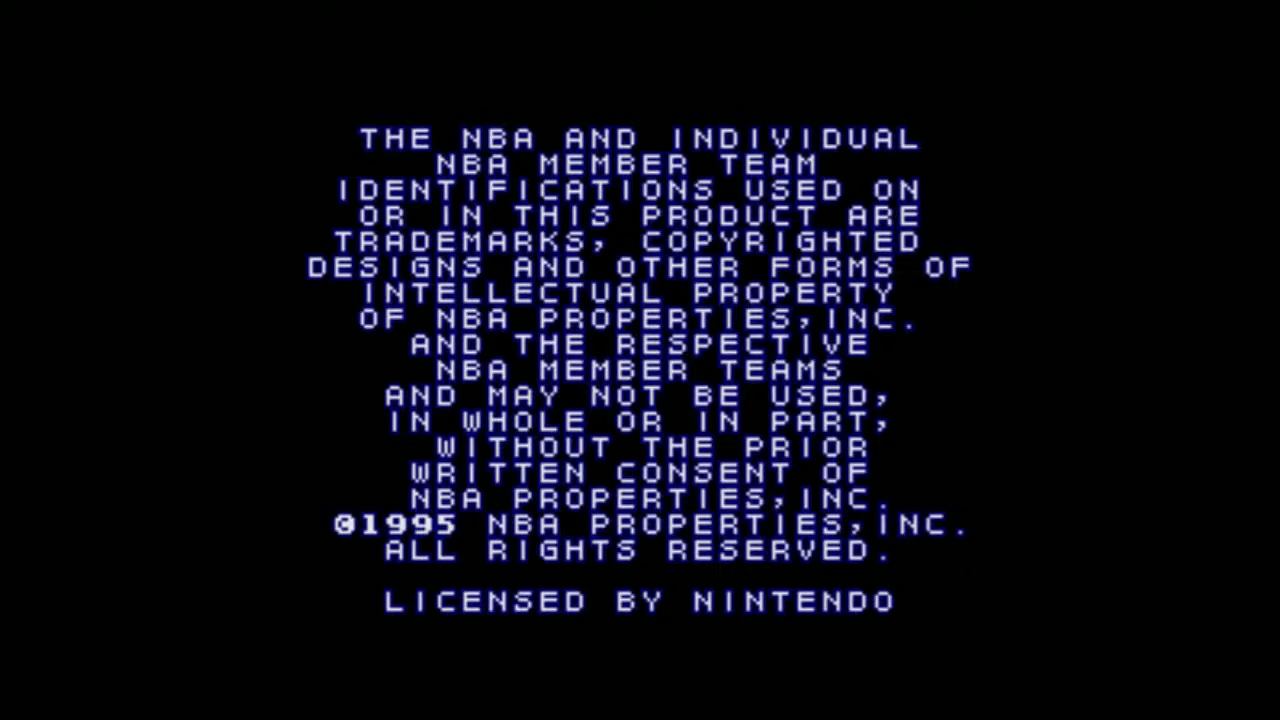 THE NBA AND INDIVIDUAL
NBA MEMBER TEAM
IDENTIFICATIONS USED ON
OR IN THIS PRODUCT ARE
TRADEMARKS, COPYRIGHTED
DESIGNS AND OTHER FORMS OF
INTELLECTUAL PROPERTY
OF NBA PROPERTIES,INC.
AND THE RESPECTIVE
NBA MEMBER TEAMS
AND MAY NOT BE USED,
IN WHOLE OR IN PART,
WITHOUT THE PRIOR
WRITTEN CONSENT OF
NBA PROPERTIES,INC.
©1995 NBA PROPERTIES,INC.
ALL RIGHTS RESERVED.
LICENSED BY NINTENDO